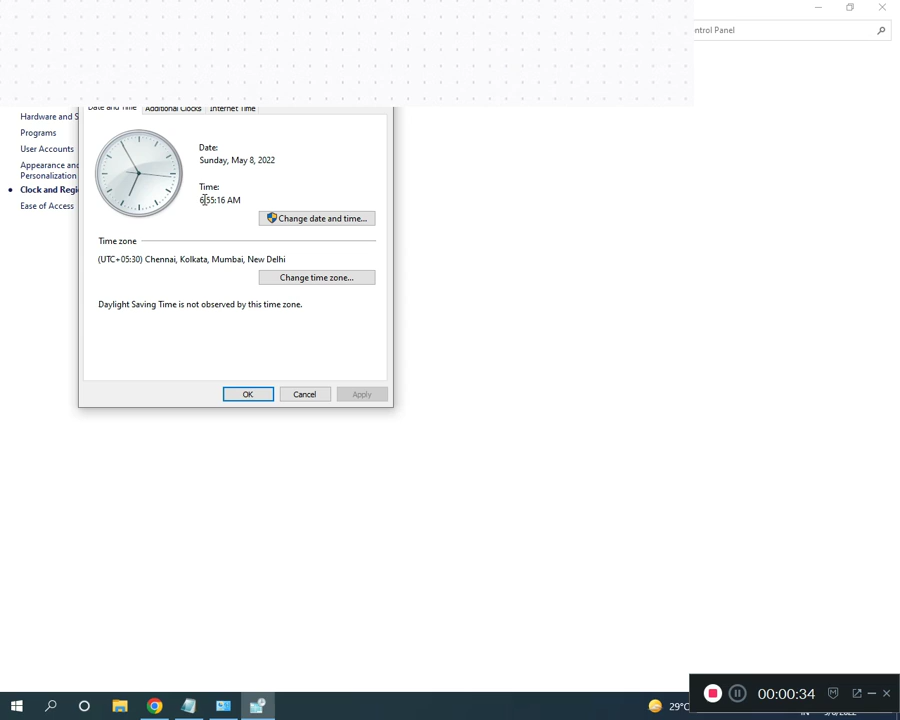 ntrol Panel
Date and Time Additional Clocks Internet Time
Hardware and S
Programs
User Accounts
Appearance and
Personalization
Clock and Regi
Ease of Access
Date:
Sunday, May 8, 2022
Time:
6:55:16 AM
Change date and time...
Time zone
(UTC+05:30) Chennai, Kolkata, Mumbai, New Delhi
Change time zone...
Daylight Saving Time is not observed by this time zone.
OK Cancel Apply
00:00:34
29°C